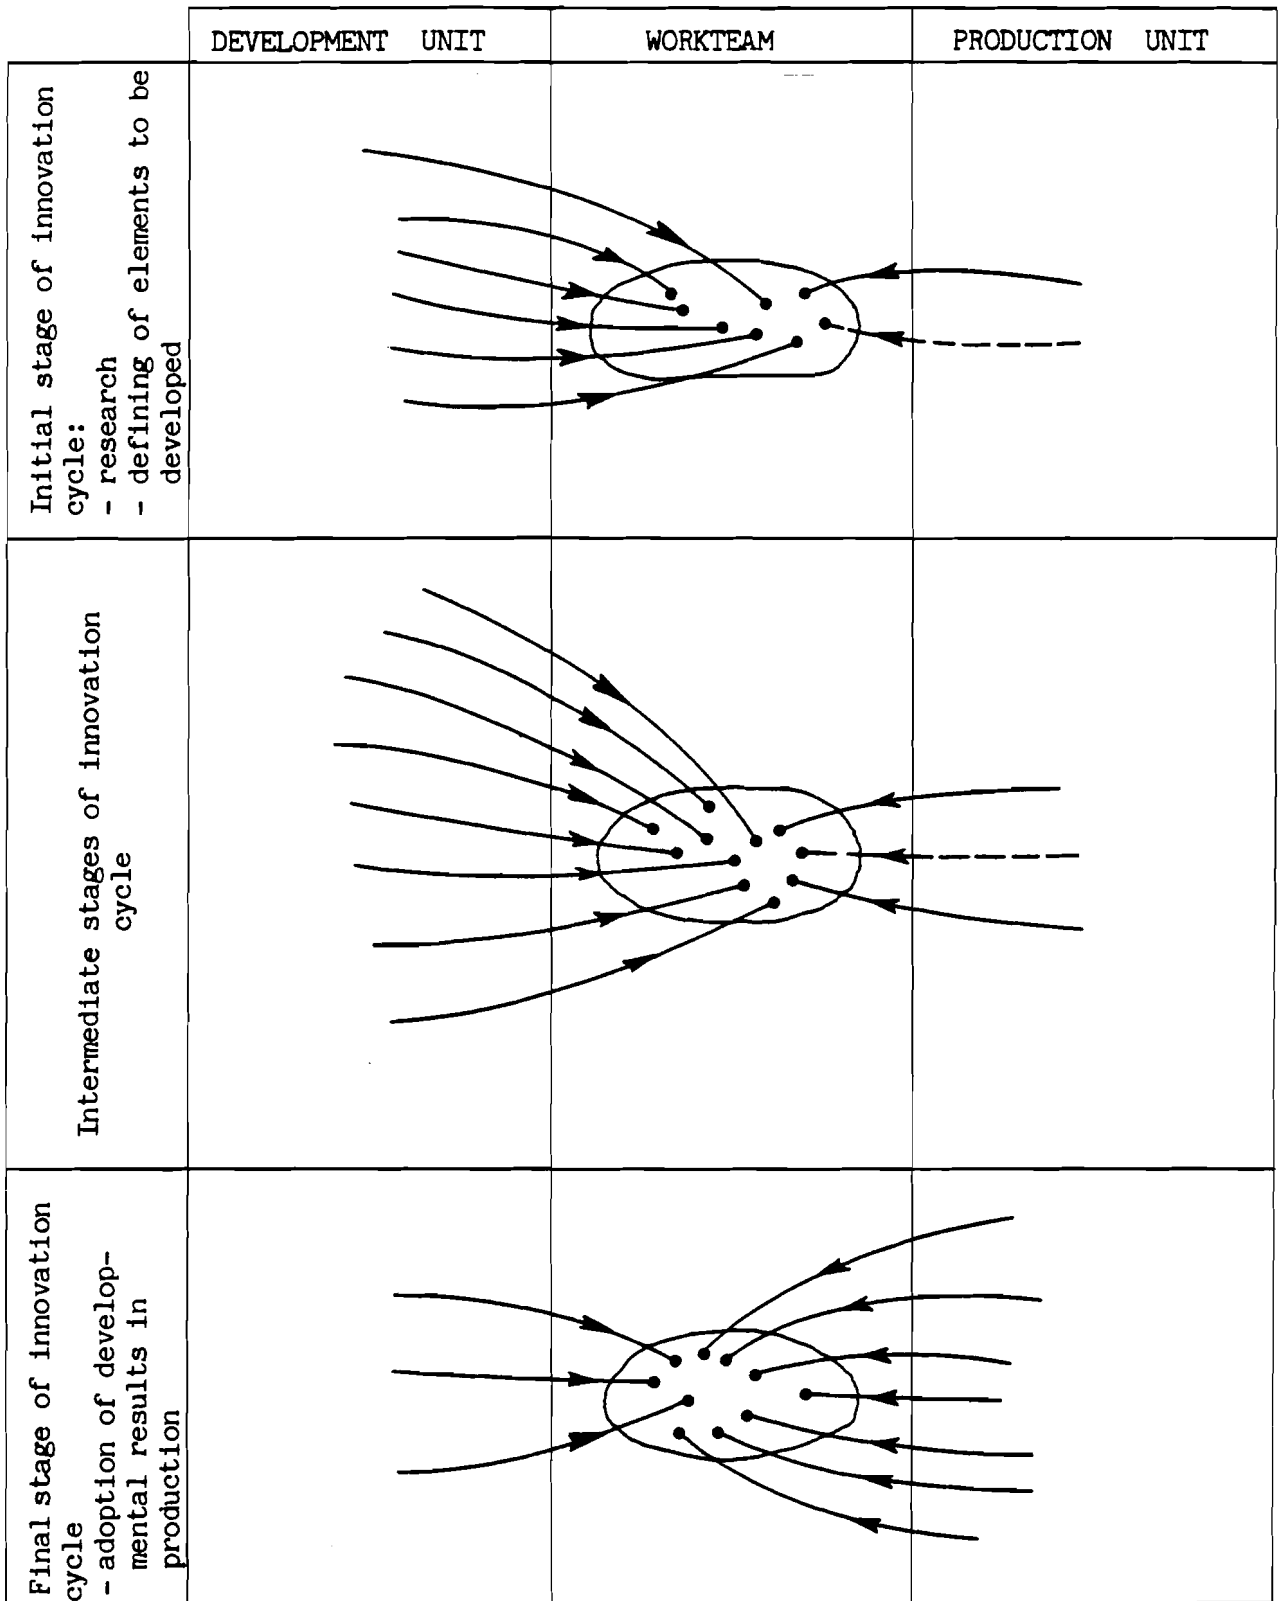 DEVELOPMENT UNIT
WORKTEAM
PRODUCTION UNIT
Initial stage of innovation
cycle:
- research
- defining of elements to be
developed
Intermediate stages of innovation
cycle
Final stage of innovation
cycle
- adoption of develop-
mental results in
production